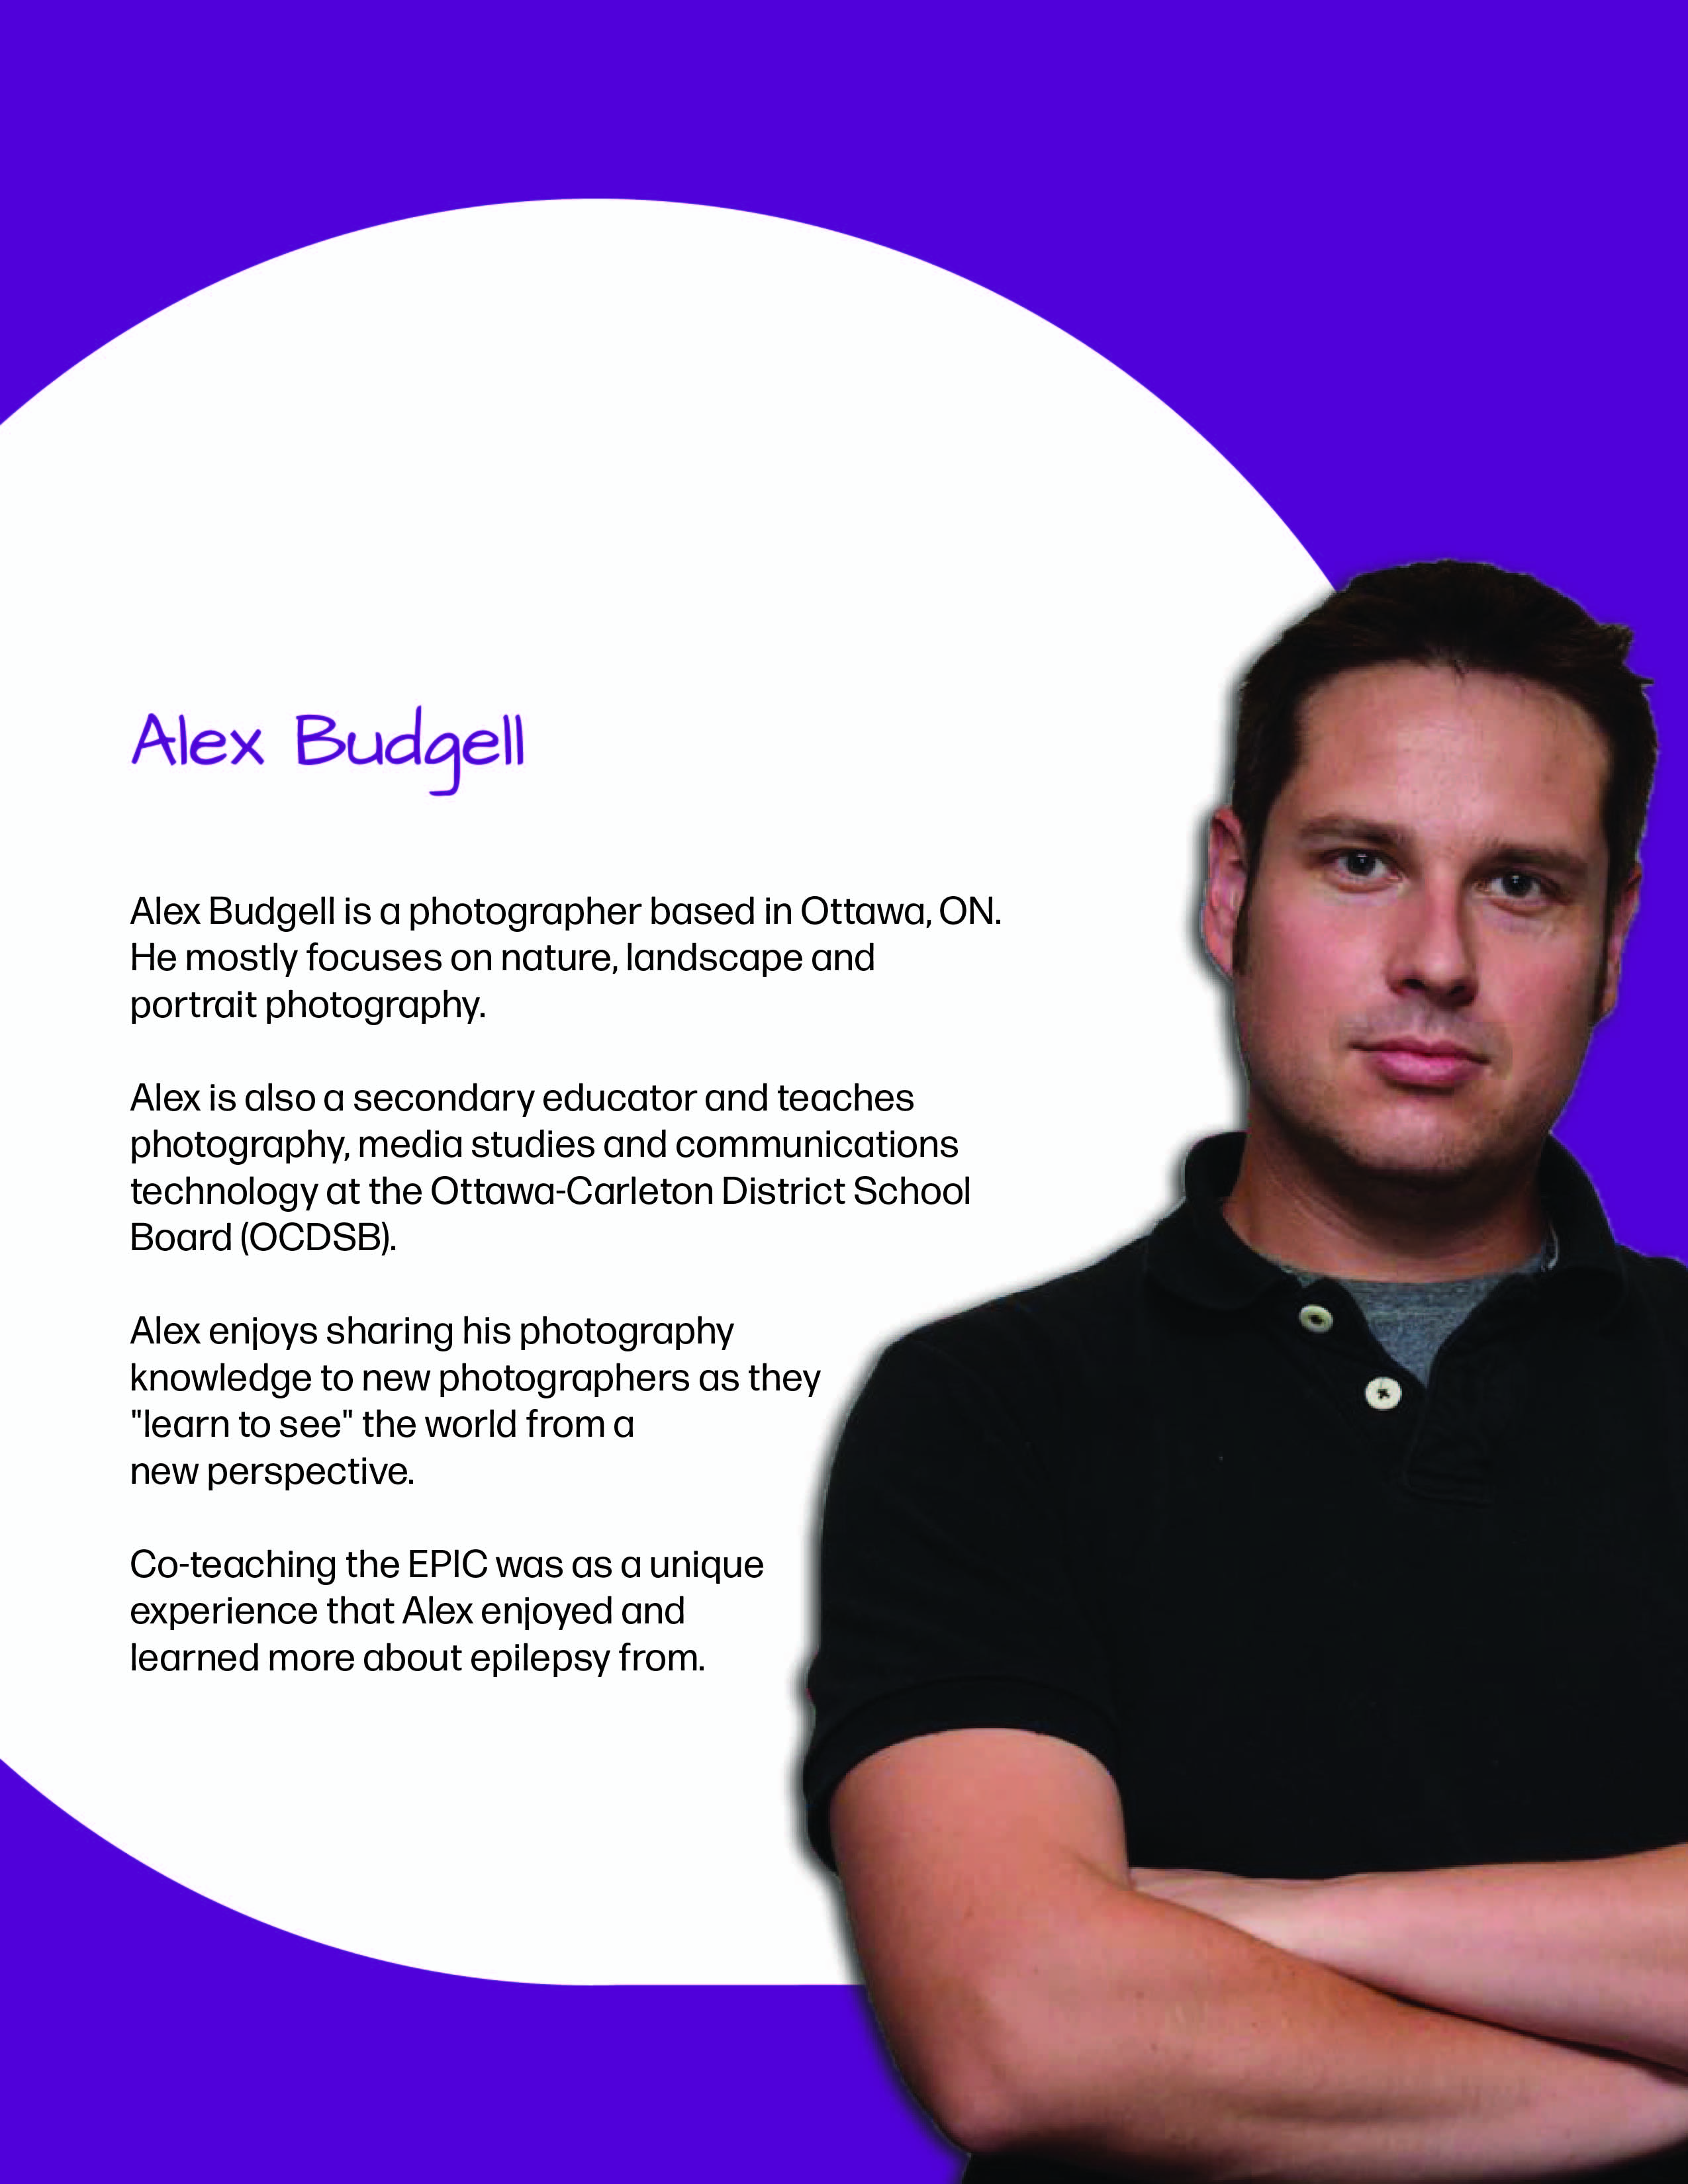 Alex Budgell
Alex Budgell is a photographer based in Ottawa, ON.
He mostly focuses on nature, landscape and
portrait photography.
Alex is also a secondary educator and teaches
photography, media studies and communications
technology at the Ottawa-Carleton District School
Board (OCDSB).
Alex enjoys sharing his photography
knowledge to new photographers as they
"learn to see" the world from a
new perspective.
Co-teaching the EPIC was as a unique
experience that Alex enjoyed and
learned more about epilepsy from.